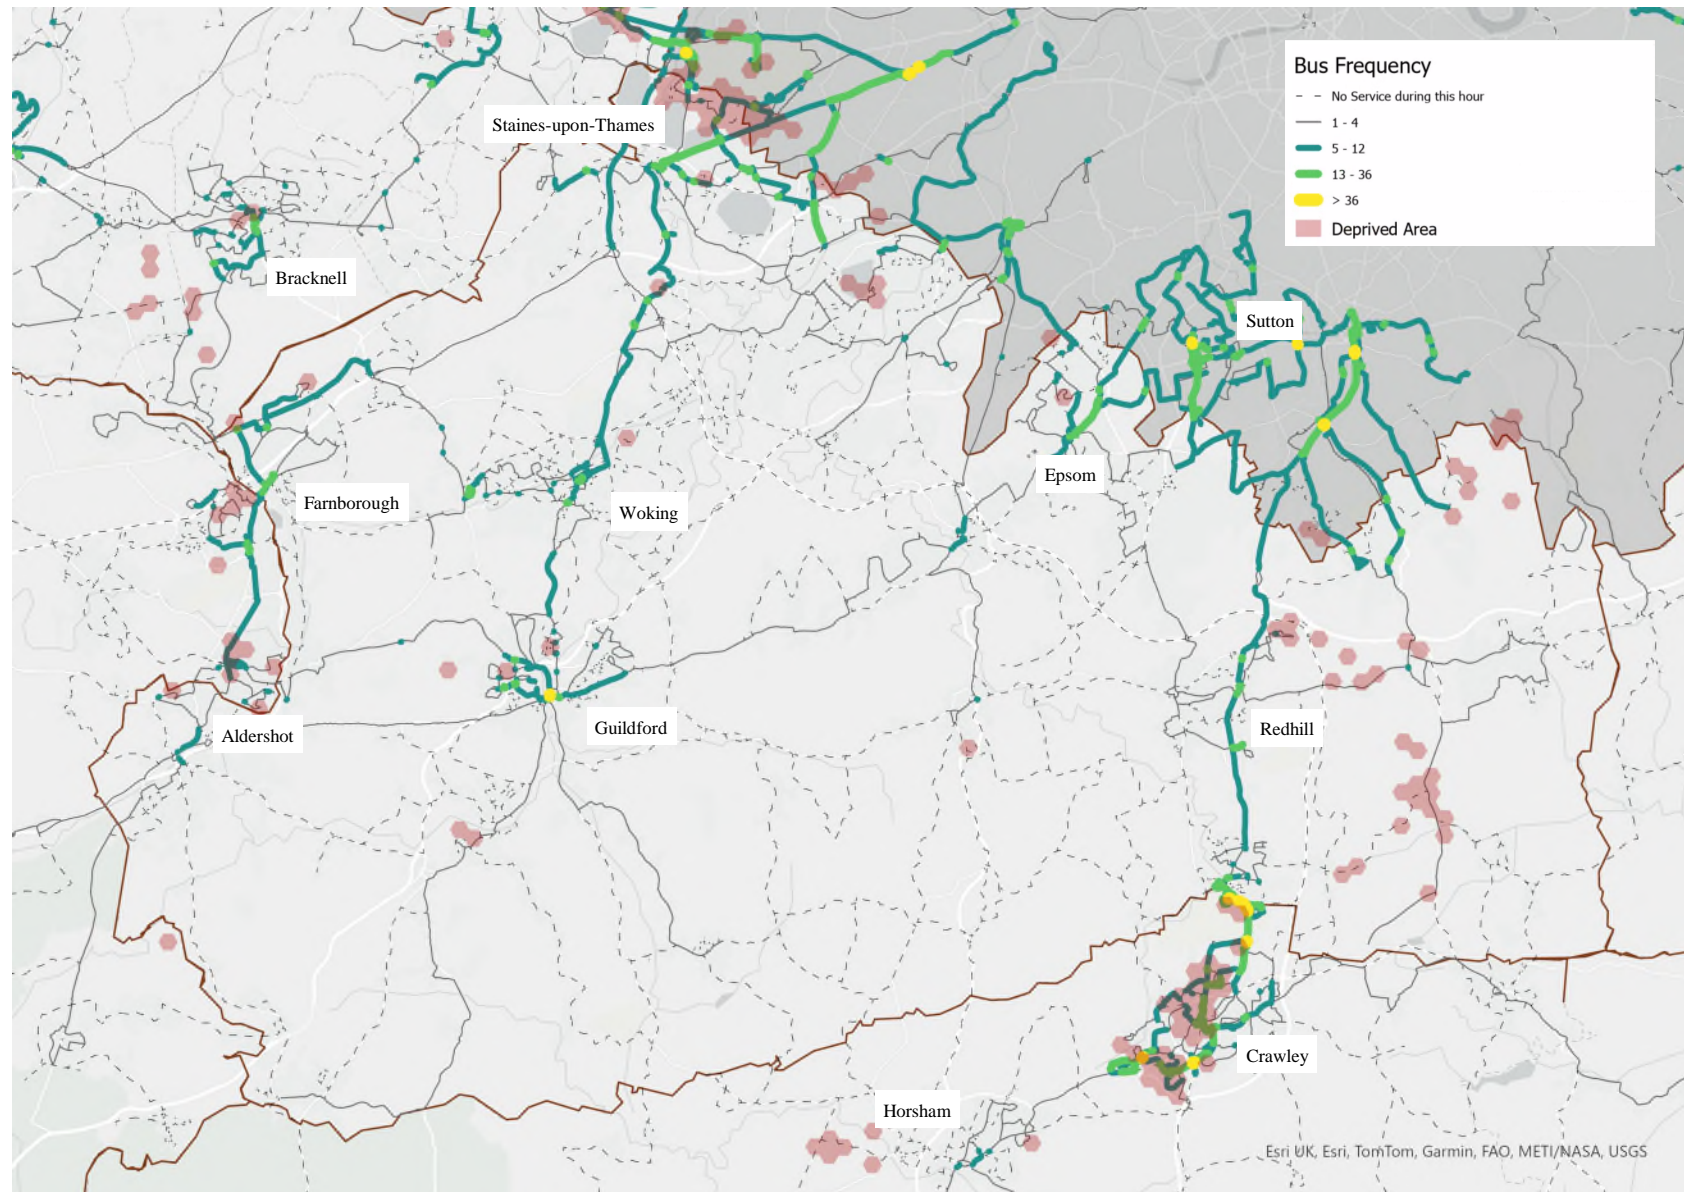 Bus Frequency
No Service during this hour
1 - 4
5 - 12
13 - 36
> 36
Deprived Area
Staines-upon-Thames
Bracknell
Sutton
Epsom
Farnborough
Woking
Guildford
Redhill
Aldershot
Crawley
Horsham
Esri UK, Esri, TomTom, Garmin, FAO, METI/NASA, USGS